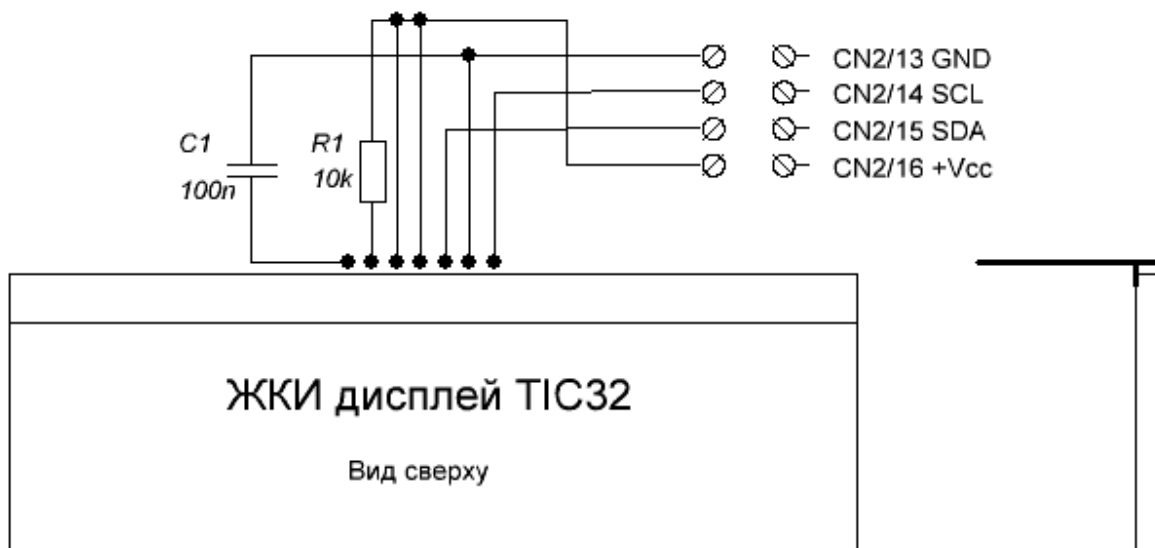 CN2/13 GND
CN2/14 SCL
C1
R1
CN2/15 SDA
100n
10k
CN2/16 +Vcc
ЖКИ дисплей TIC32
Вид сверху